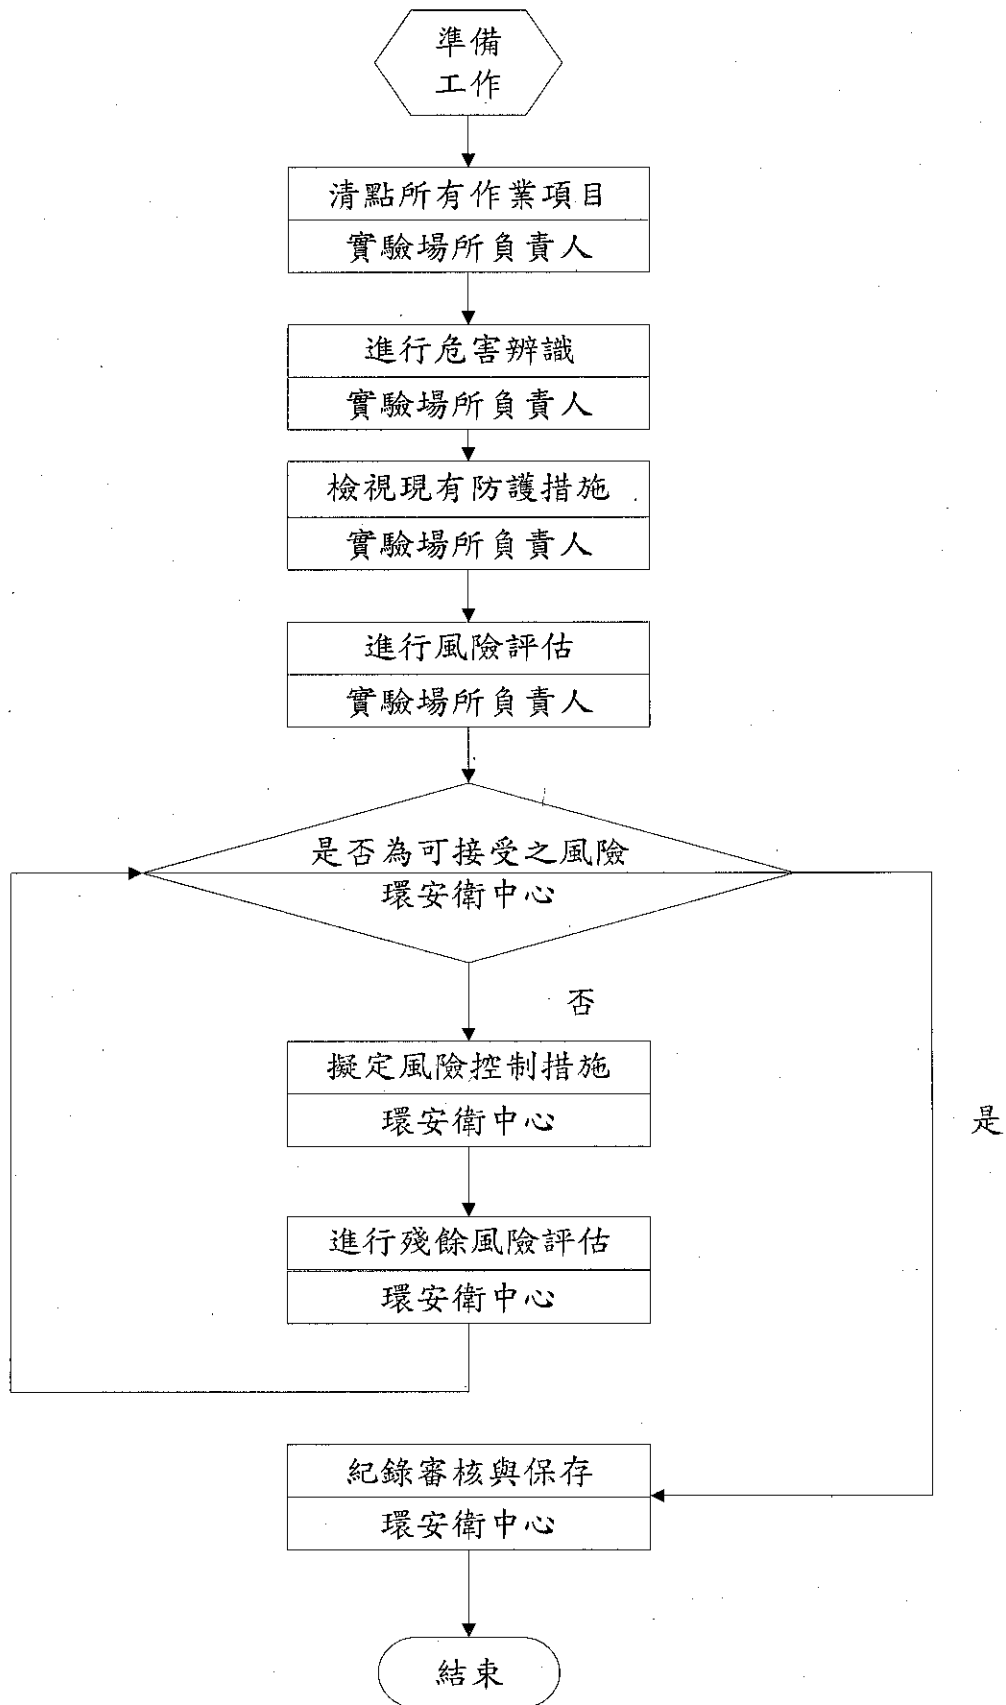 準備
工作
清點所有作業項目
實驗場所負責人
進行危害辨識
實驗場所負責人
檢視現有防護措施
實驗場所負責人
進行風險評估
實驗場所負責人
是否為可接受之風險
環安衛中心
否
擬定風險控制措施
環安衛中心
是
進行殘餘風險評估
環安衛中心
紀錄審核與保存
環安衛中心
結束